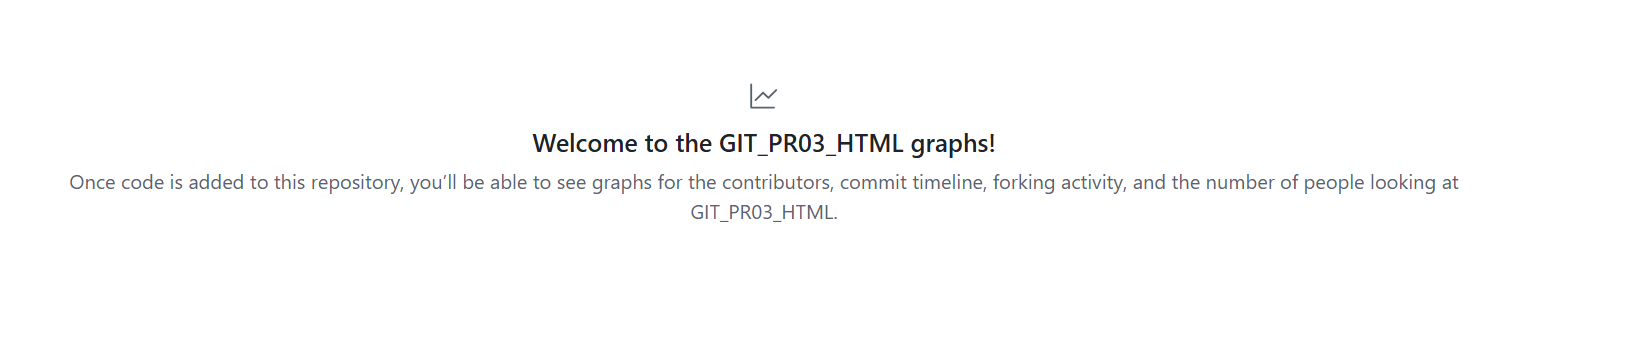 Welcome to the GIT_PR03_HTML graphs!
Once code is added to this repository, you’ll be able to see graphs for the contributors, commit timeline, forking activity, and the number of people looking at
GIT_PR03_HTML.